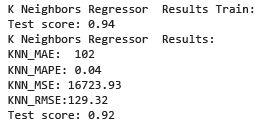 K Neighbors Regressor  Results Train:
Test score: 0.94
K Neighbors Regressor  Results:
KNN_MAE:  102
KNN_MAPE: 0.04
KNN_MSE: 16723.93
KNN_RMSE:129.32
Test score: 0.92